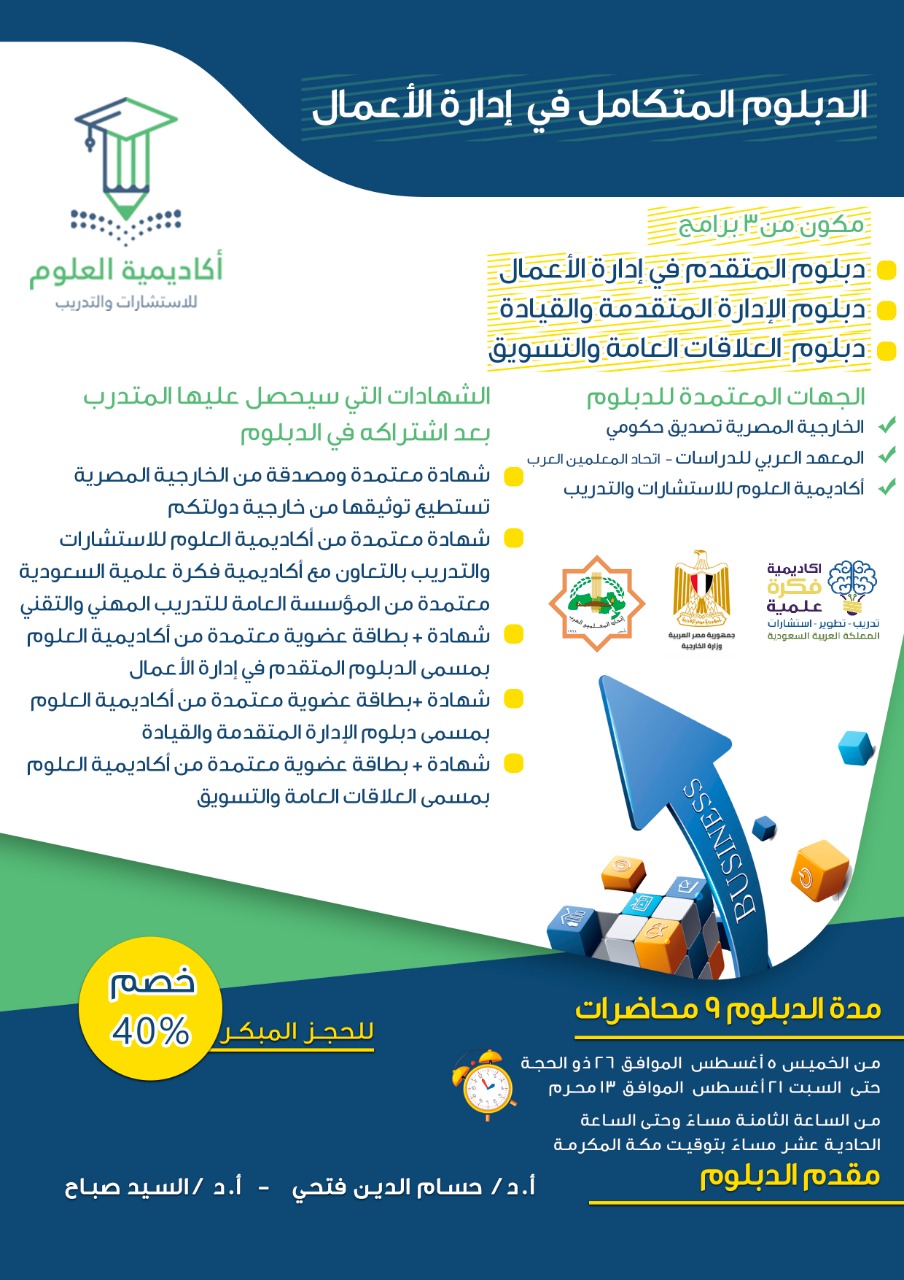 الدبلوم المتكامل في إدارة الأعمال
أكاديمية العلوم
للاستشارات والتدريب
مكون من ٣ برامج
دبلوم المتقدم في إدارة الأعمال
دبلوم الإدارة المتقدمة والقيادة
دبلوم العلاقات العامة والتسويق
الجهات المعتمدة للدبلوم
الخارجية المصرية تصديق حكومي
المعهد العربي للدراسات - اتحاد المعلمين العرب
أكاديمية العلوم للاستشارات والتدريب
اكاديمية
فكرة
علمية
تدريب - تطوير - استشارات
المملكة العربية السعودية
جمهورية مصر العربية
وزارة الخارجية
اتحاد المعلمين العرب
الشهادات التي سيحصل عليها المتدرب
بعد اشتراكه في الدبلوم
شهادة معتمدة ومصدقة من الخارجية المصرية
تستطيع توثيقها من خارجية دولتكم
شهادة معتمدة من أكاديمية العلوم للاستشارات
والتدريب بالتعاون مع أكاديمية فكرة علمية السعودية
معتمدة من المؤسسة العامة للتدريب المهني والتقني
شهادة + بطاقة عضوية معتمدة من أكاديمية العلوم
بمسمى الدبلوم المتقدم في إدارة الأعمال
شهادة +بطاقة عضوية معتمدة من أكاديمية العلوم
بمسمى دبلوم الإدارة المتقدمة والقيادة
شهادة + بطاقة عضوية معتمدة من أكاديمية العلوم
بمسمى العلاقات العامة والتسويق
BUSINESS
مدة الدبلوم ٩ محاضرات
من الخميس ٥ أغسطس الموافق ٢٦ ذو الحجة
حتى السبت ٢١ أغسطس الموافق ١٣ محرم
من الساعة الثامنة مساءً وحتى الساعة
الحادية عشر مساءً بتوقيت مكة المكرمة
خصم
40%
للحجز المبكر
مقدم الدبلوم
أ.د/ حسام الدين فتحي - أ.د /السيد صباح